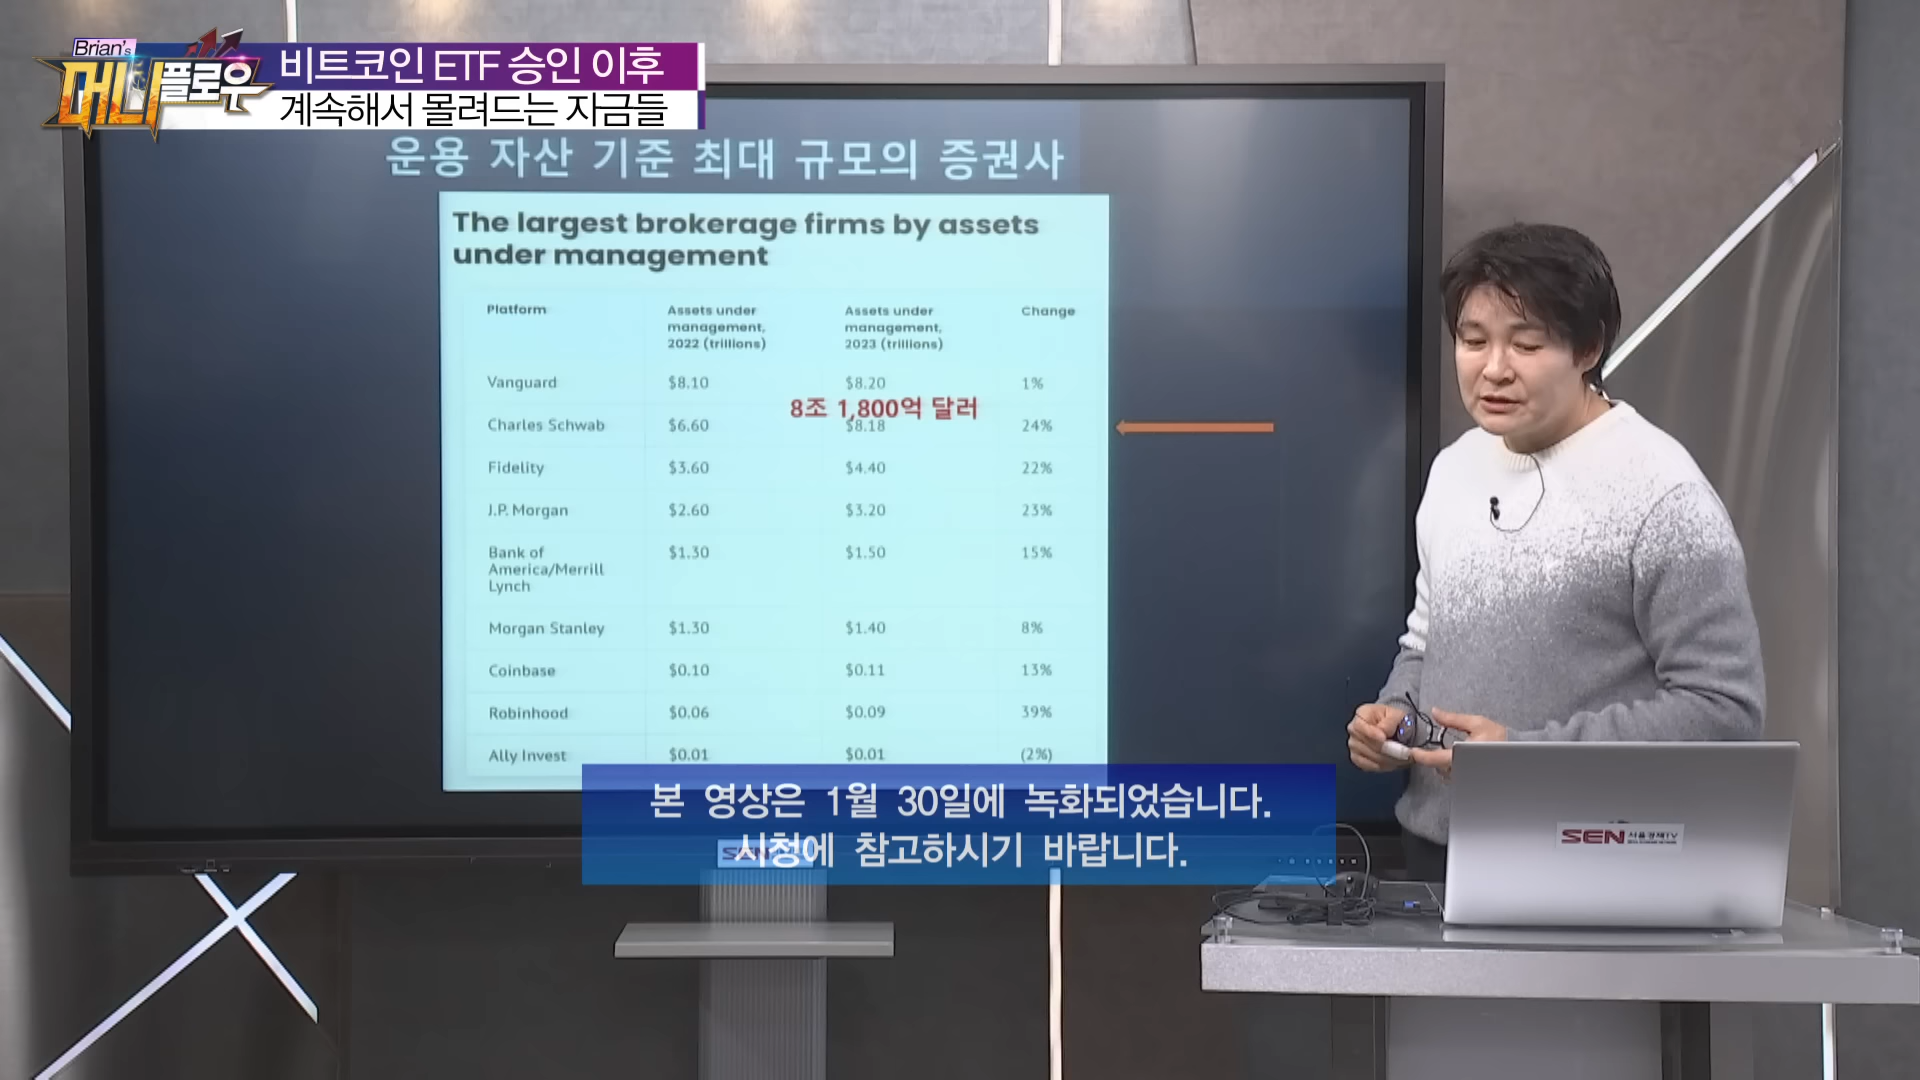 Brian's
머니플로우
비트코인 ETF 승인 이후
계속해서 몰려드는 자금들
운용 자산 기준 최대 규모의 증권사
The largest brokerage firms by assets
under management
Platform
Assets under
management,
2022 (trillions)
Assets under
management,
2023 (trillions)
Change
Vanguard $8.10 $8.20 1%
8조 1,800억 달러
Charles Schwab $6.60 $8.18 24%
Fidelity $3.60 $4.40 22%
J.P. Morgan $2.60 $3.20 23%
Bank of $1.30 $1.50 15%
America/Merrill
Lynch
Morgan Stanley $1.30 $1.40 8%
Coinbase $0.10 $0.11 13%
Robinhood $0.06 $0.09 39%
Ally Invest $0.01 $0.01 (2%)
본 영상은 1월 30일에 녹화되었습니다.
시청에 참고하시기 바랍니다.
SEN 서울경제TV